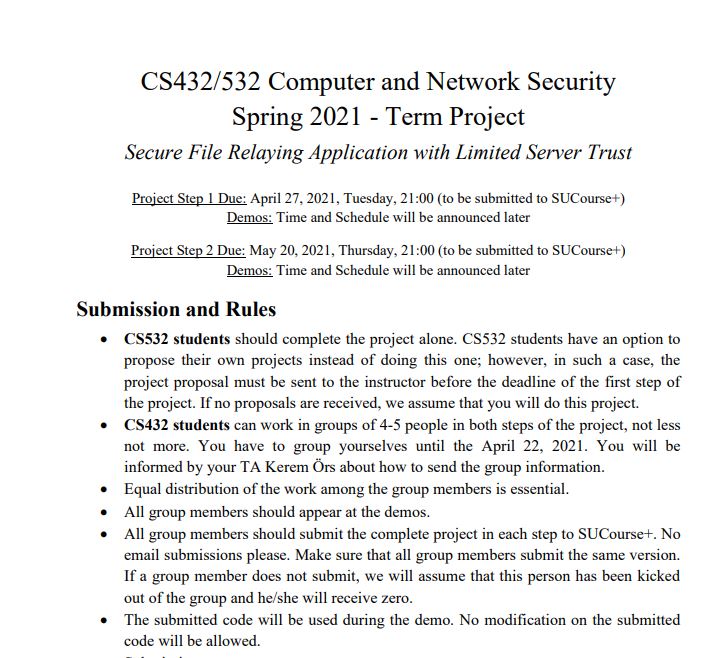 CS432/532 Computer and Network Security
Spring 2021 - Term Project
Secure File Relaying Application with Limited Server Trust
Project Step 1 Due: April 27, 2021, Tuesday, 21:00 (to be submitted to SUCourse+)
Demos: Time and Schedule will be announced later
Project Step 2 Due: May 20, 2021, Thursday, 21:00 (to be submitted to SUCourse+)
Demos: Time and Schedule will be announced later
Submission and Rules
• CS532 students should complete the project alone. CS532 students have an option to
propose their own projects instead of doing this one; however, in such a case, the
project proposal must be sent to the instructor before the deadline of the first step of
the project. If no proposals are received, we assume that you will do this project.
• CS432 students can work in groups of 4-5 people in both steps of the project, not less
not more. You have to group yourselves until the April 22, 2021. You will be
informed by your TA Kerem Örs about how to send the group information.
• Equal distribution of the work among the group members is essential.
• All group members should appear at the demos.
• All group members should submit the complete project in each step to SUCourse+. No
email submissions please. Make sure that all group members submit the same version.
If a group member does not submit, we will assume that this person has been kicked
out of the group and he/she will receive zero.
• The submitted code will be used during the demo. No modification on the submitted
code will be allowed.